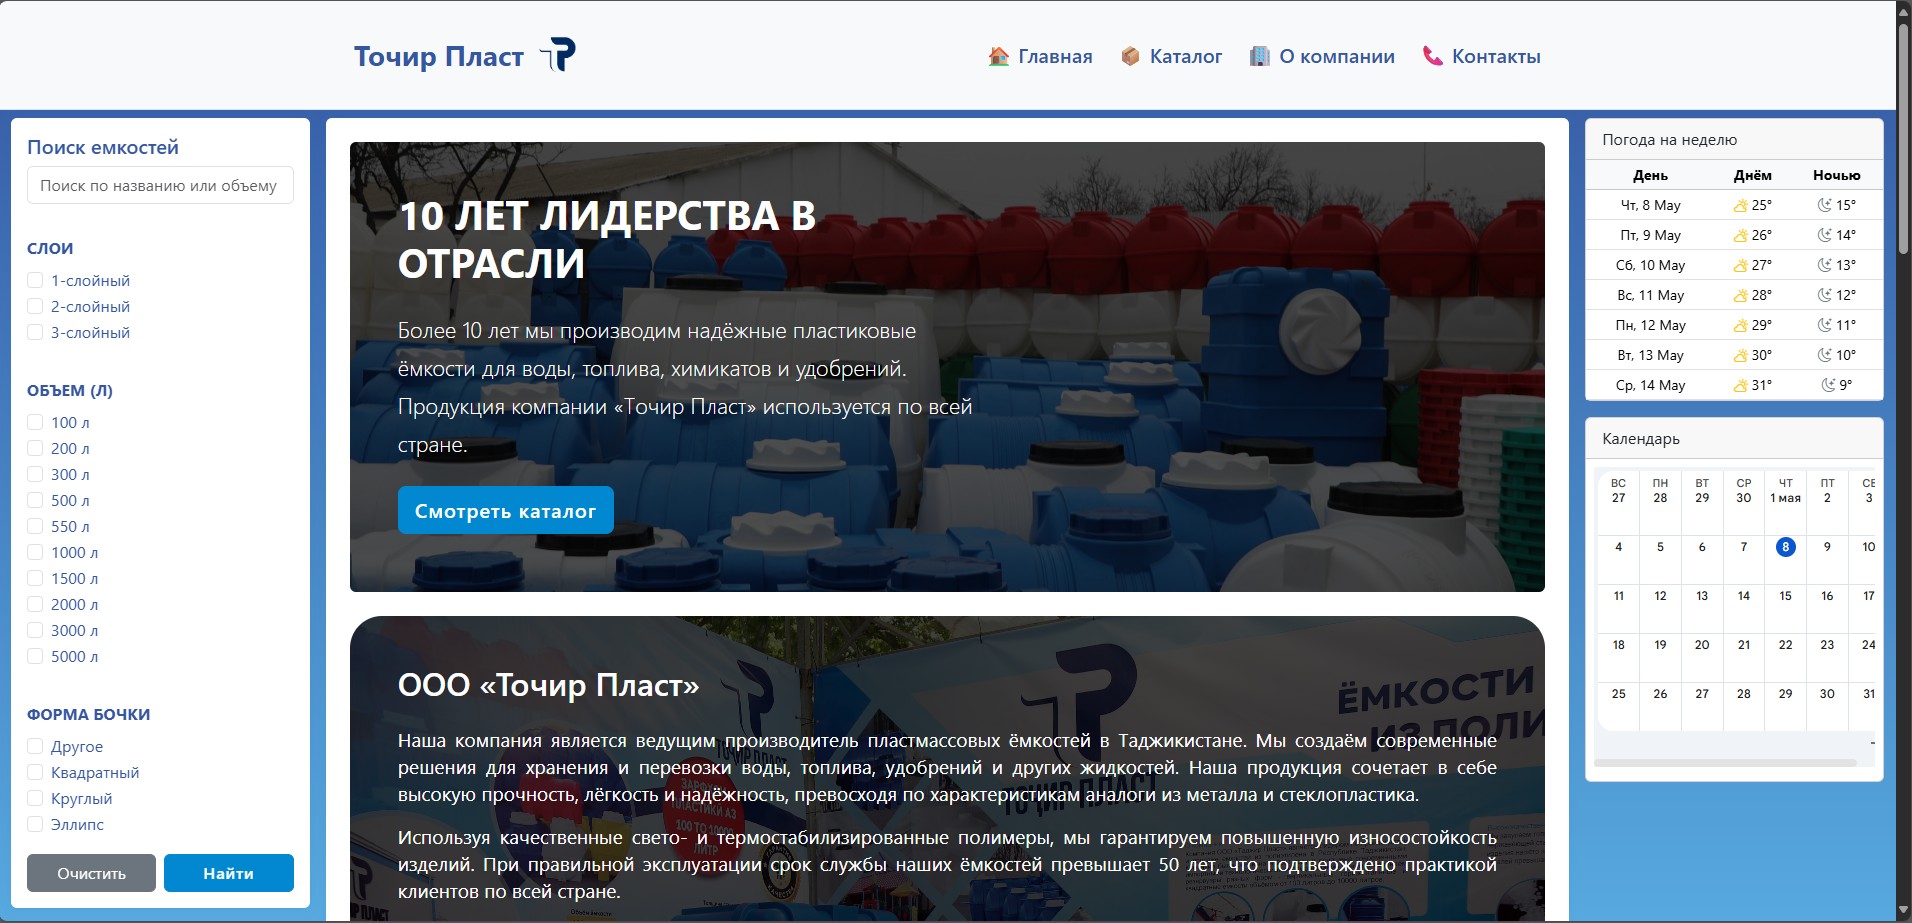 Точир Пласт
Главная
Каталог
О компании
Контакты
Поиск емкостей
Поиск по названию или объему
СЛОИ
1-слойный
2-слойный
3-слойный
ОБЪЕМ (Л)
100 л
200 л
300 л
500 л
550 л
1000 л
1500 л
2000 л
3000 л
5000 л
ФОРМА БОЧКИ
Другое
Квадратный
Круглый
Эллипс
Очистить Найти
10 ЛЕТ ЛИДЕРСТВА В
ОТРАСЛИ
Более 10 лет мы производим надёжные пластиковые
ёмкости для воды, топлива, химикатов и удобрений.
Продукция компании «Точир Пласт» используется по всей
стране.
Смотреть каталог
ООО «Точир Пласт»
Наша компания является ведущим производитель пластмассовых ёмкостей в Таджикистане. Мы создаём современные
решения для хранения и перевозки воды, топлива, удобрений и других жидкостей. Наша продукция сочетает в себе
высокую прочность, лёгкость и надёжность, превосходя по характеристикам аналоги из металла и стеклопластика.
Используя качественные свето- и термостабилизированные полимеры, мы гарантируем повышенную износостойкость
изделий. При правильной эксплуатации срок службы наших ёмкостей превышает 50 лет, что подтверждено практикой
клиентов по всей стране.
ЁМКОСТИ
ИЗ ПОЛИ
ТОҶИР ПЛАСТ
100 ТО 10000
ЛИТР
Погода на неделю
День Днём Ночью
Чт, 8 May 25° 15°
Пт, 9 May 26° 14°
Сб, 10 May 27° 13°
Вс, 11 May 28° 12°
Пн, 12 May 29° 11°
Вт, 13 May 30° 10°
Ср, 14 May 31° 9°
Календарь
ВС ПН ВТ СР ЧТ ПТ
27 28 29 30 1 мая 2 3
4 5 6 7 8 9 10
11 12 13 14 15 16 17
18 19 20 21 22 23 24
25 26 27 28 29 30 31